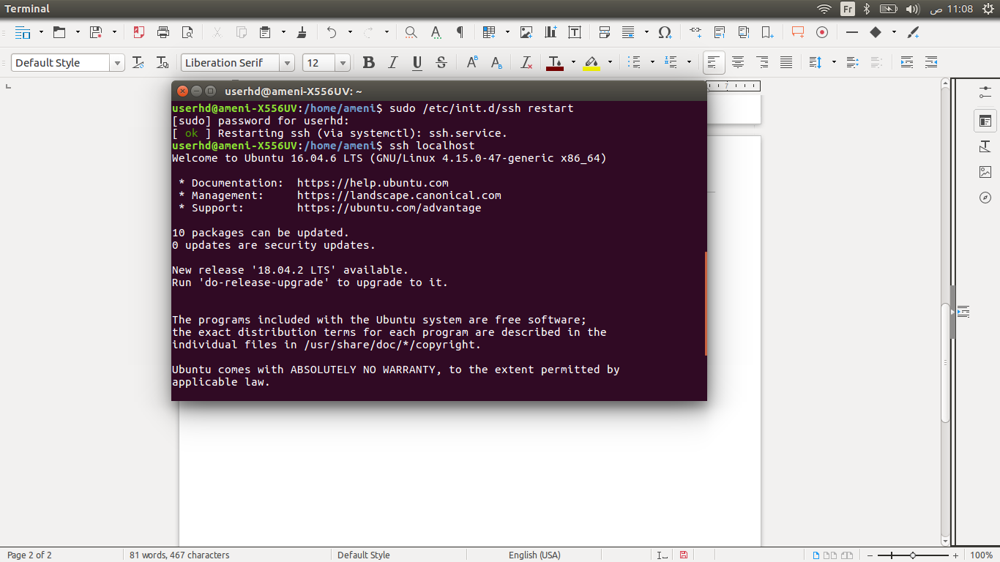 Terminal
Fr
ص 11:08
Default Style
Liberation Serif
12
userhd@ameni-X556UV: ~
7
userhd@ameni-X556UV:/home/ameni$ sudo /etc/init.d/ssh restart
[sudo] password for userhd:
[ ok ] Restarting ssh (via systemctl): ssh.service.
userhd@ameni-X556UV:/home/ameni$ ssh localhost
Welcome to Ubuntu 16.04.6 LTS (GNU/Linux 4.15.0-47-generic x86_64)
* Documentation:  https://help.ubuntu.com
* Management:     https://landscape.canonical.com
* Support:        https://ubuntu.com/advantage
10 packages can be updated.
0 updates are security updates.
New release '18.04.2 LTS' available.
Run 'do-release-upgrade' to upgrade to it.
The programs included with the Ubuntu system are free software;
the exact distribution terms for each program are described in the
individual files in /usr/share/doc/*/copyright.
Ubuntu comes with ABSOLUTELY NO WARRANTY, to the extent permitted by
applicable law.
Page 2 of 2
81 words, 467 characters
Default Style
English (USA)
100%